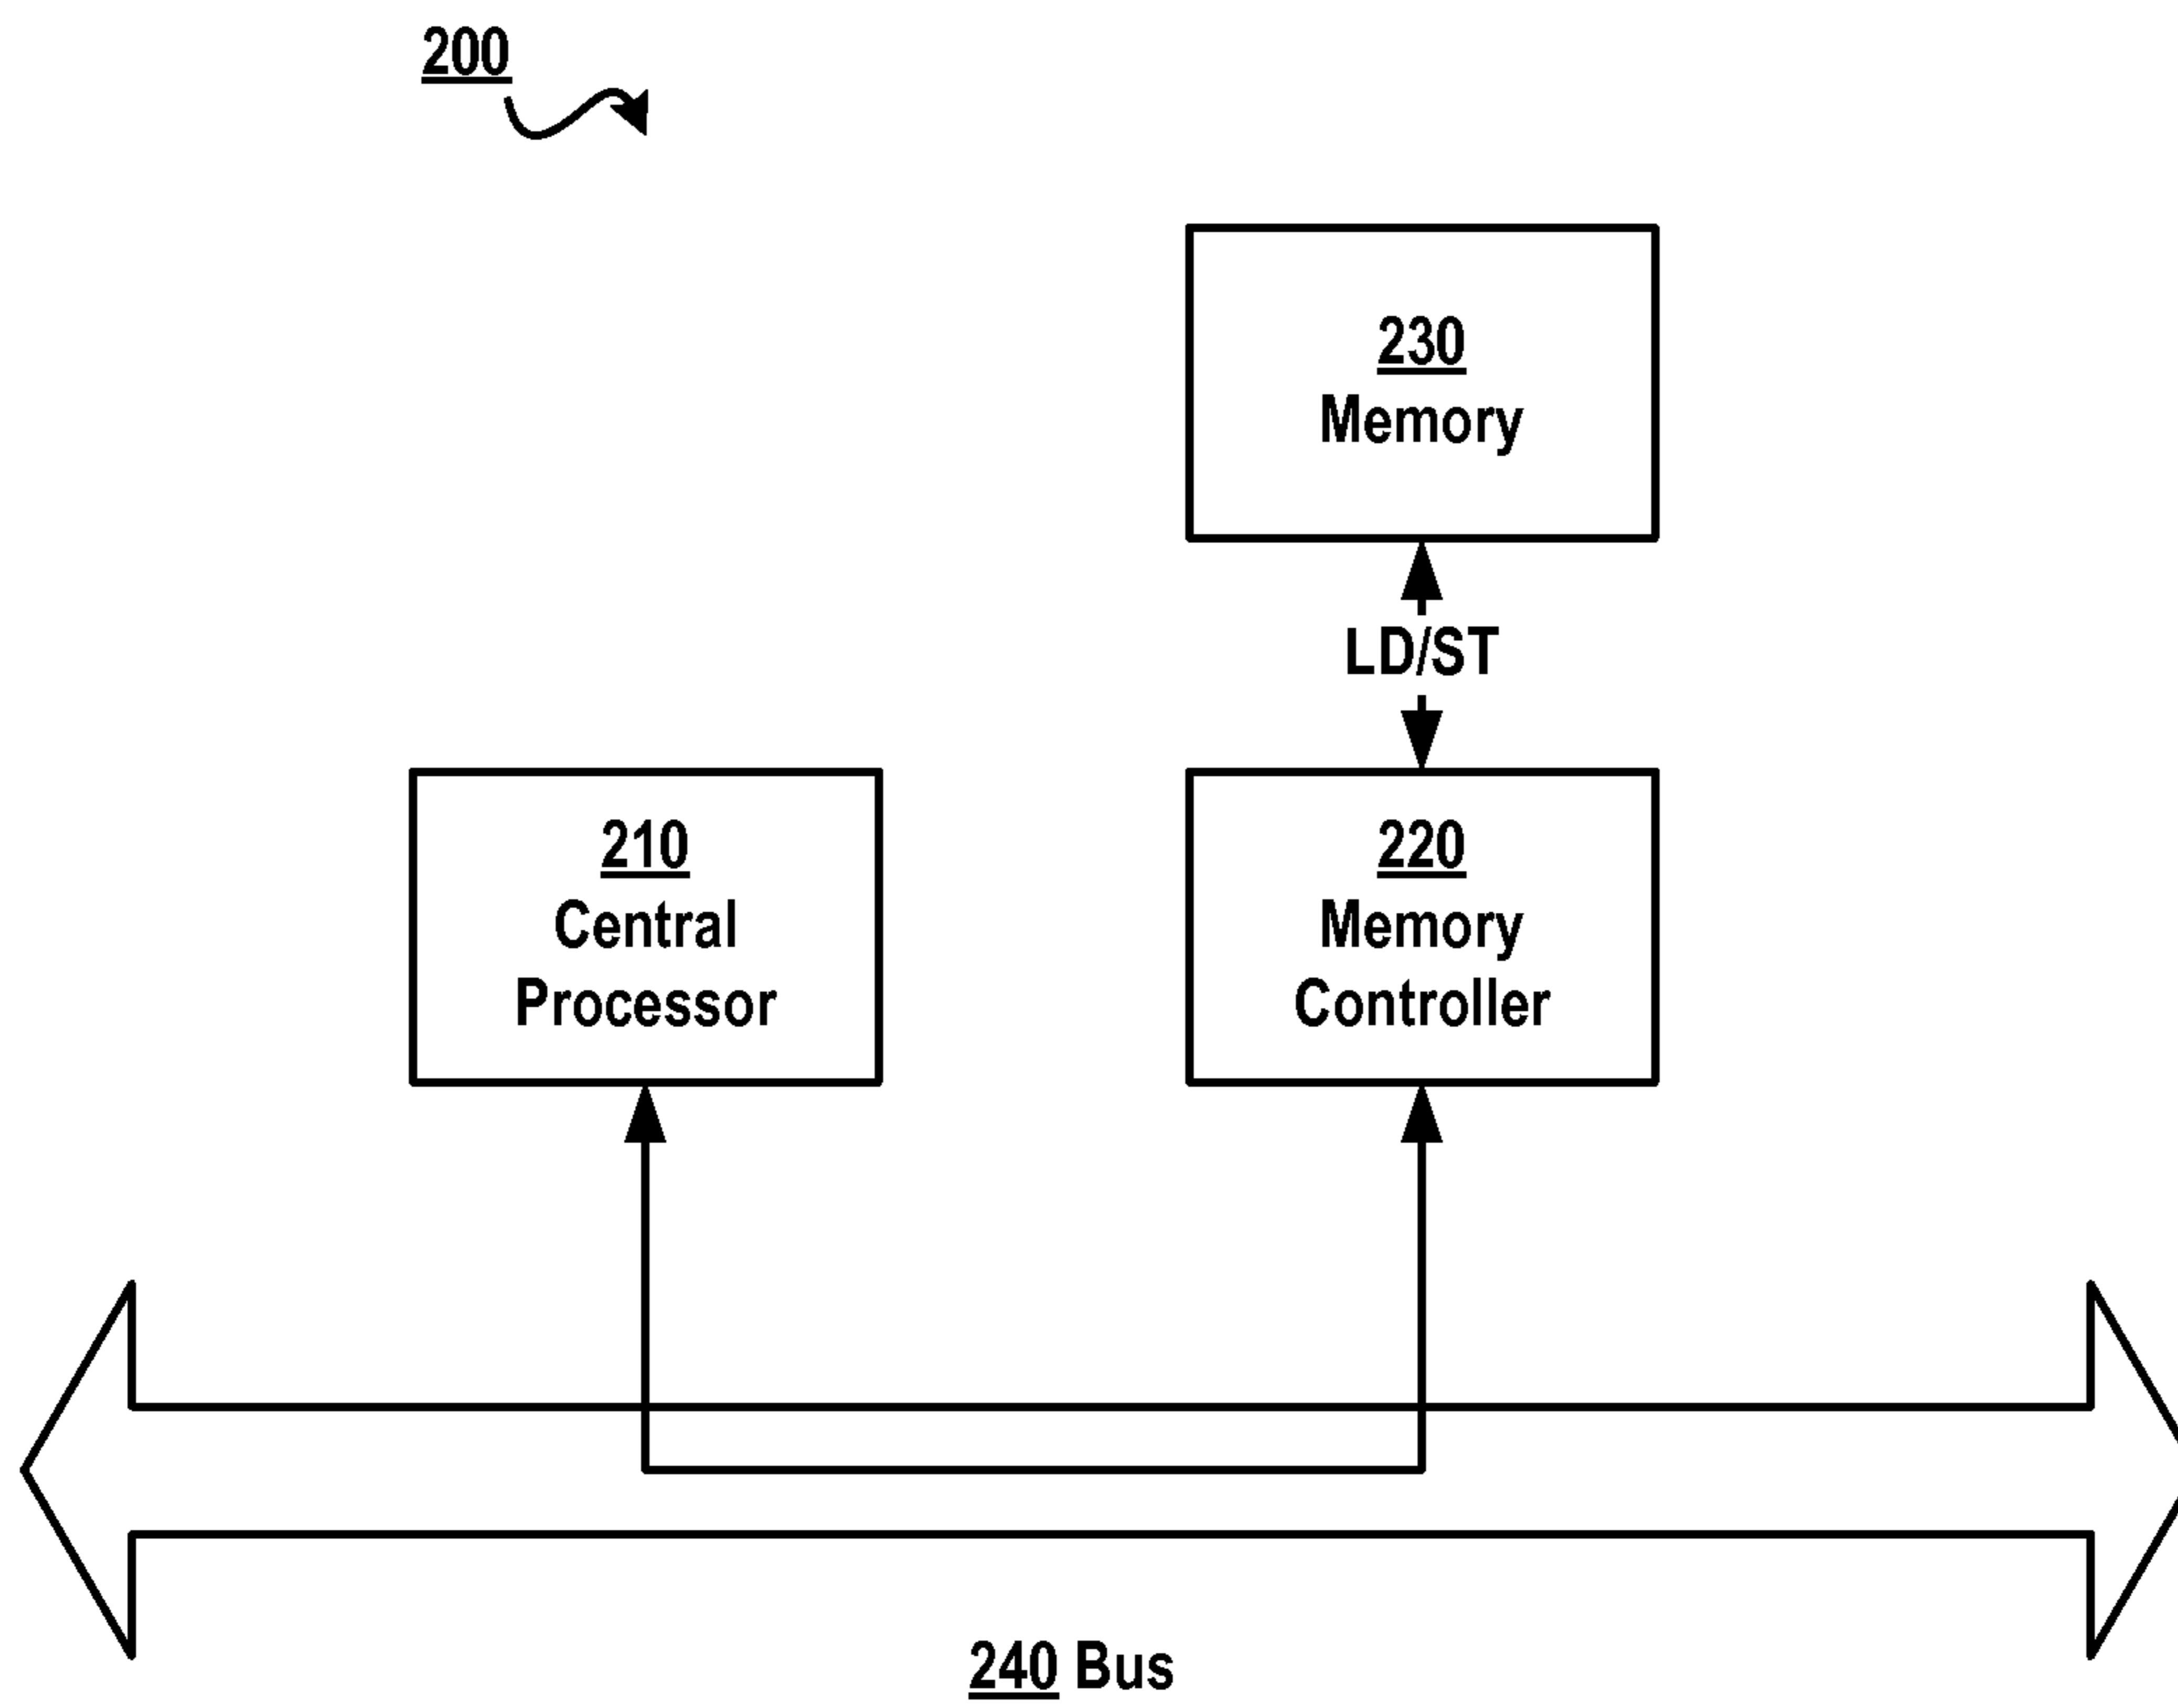 200
230
Memory
LD/ST
210
Central
Processor
220
Memory
Controller
240 Bus